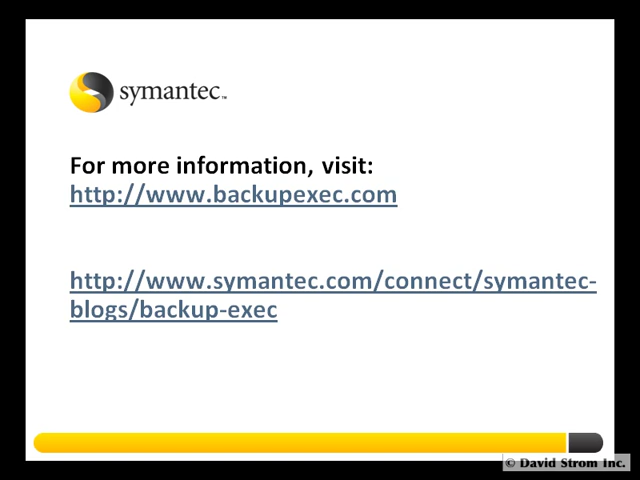 symantec™
For more information, visit:
http://www.backupexec.com
http://www.symantec.com/connect/symantec-
blogs/backup-exec
© David Strom Inc.